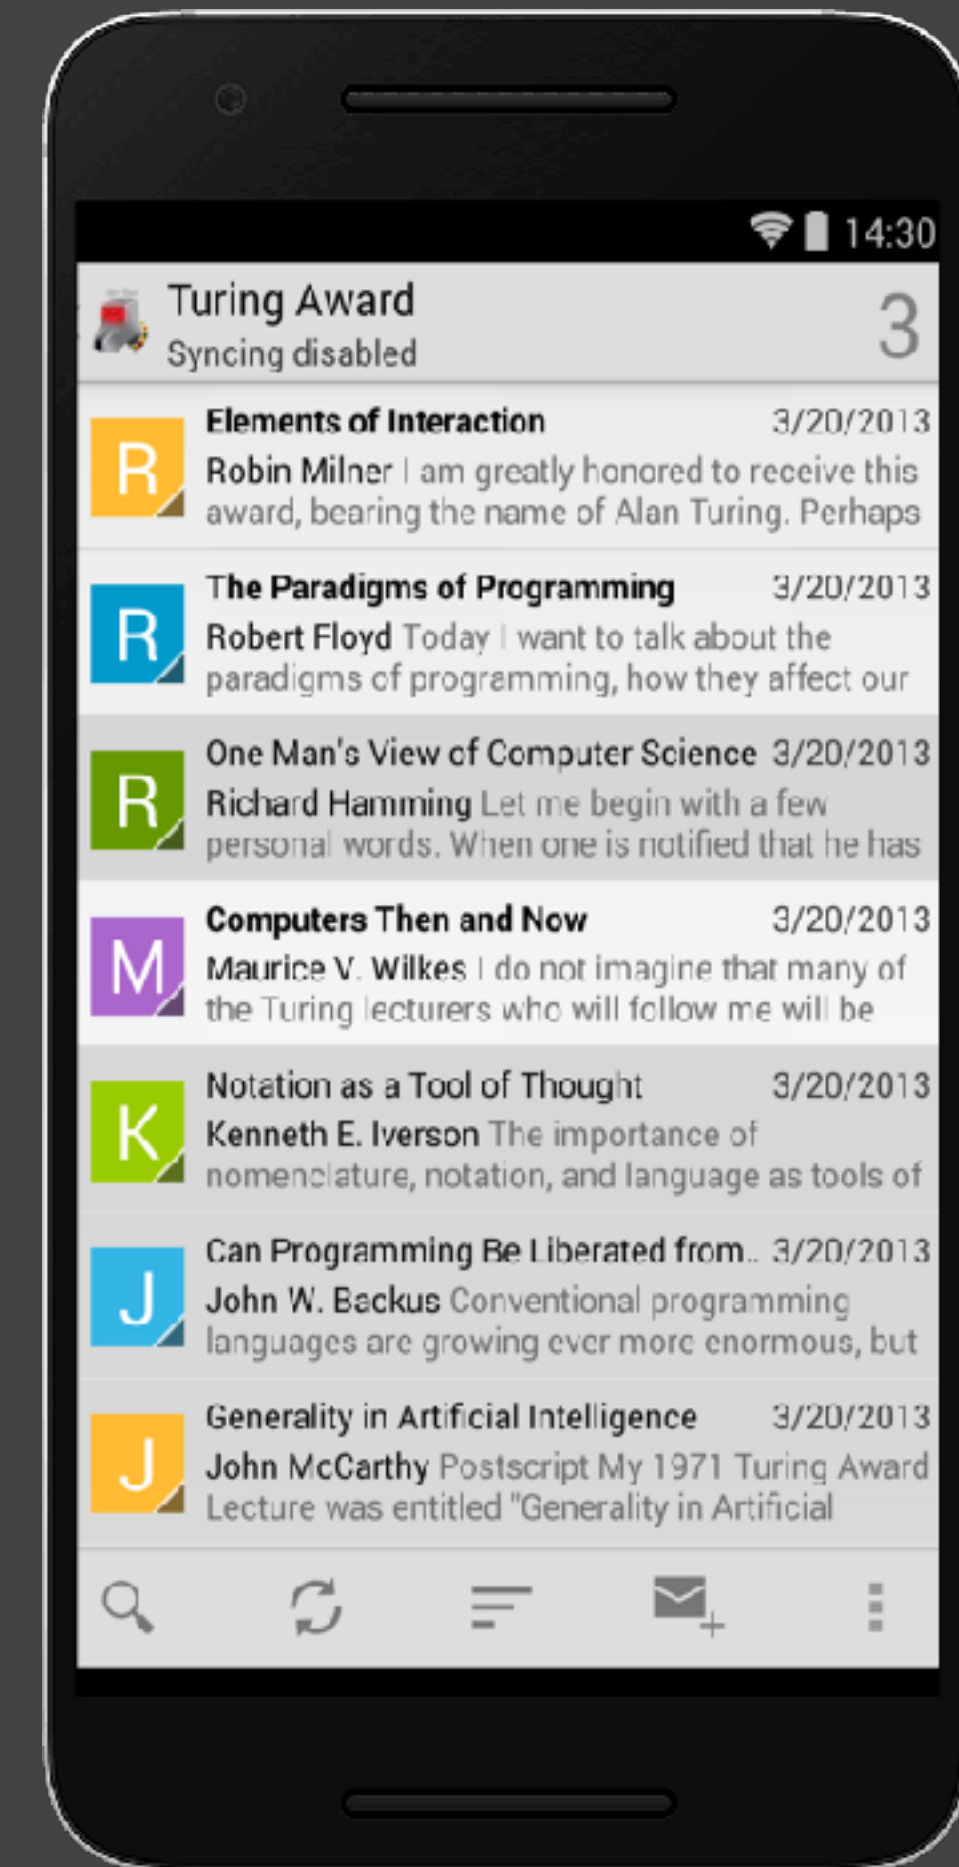 14:30
Turing Award
Syncing disabled
3
Elements of Interaction 3/20/2013
R
Robin Milner I am greatly honored to receive this
award, bearing the name of Alan Turing. Perhaps
The Paradigms of Programming 3/20/2013
R
Robert Floyd Today I want to talk about the
paradigms of programming, how they affect our
One Man's View of Computer Science 3/20/2013
R
Richard Hamming Let me begin with a few
personal words. When one is notified that he has
Computers Then and Now 3/20/2013
M
Maurice V. Wilkes I do not imagine that many of
the Turing lecturers who will follow me will be
Notation as a Tool of Thought 3/20/2013
K
Kenneth E. Iverson The importance of
nomenclature, notation, and language as tools of
Can Programming Be Liberated from.. 3/20/2013
J
John W. Backus Conventional programming
languages are growing ever more enormous, but
Generality in Artificial Intelligence 3/20/2013
J
John McCarthy Postscript My 1971 Turing Award
Lecture was entitled "Generality in Artificial